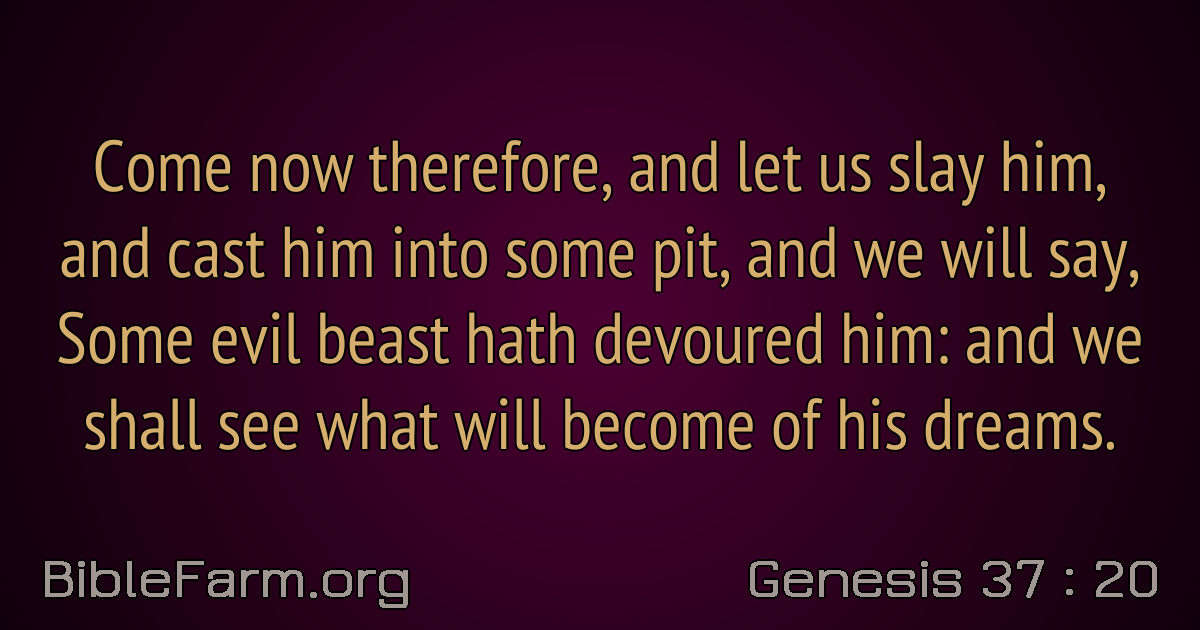 Come now therefore, and let us slay him,
and cast him into some pit, and we will say,
Some evil beast hath devoured him: and we
shall see what will become of his dreams.
BibleFarm.org
Genesis 37 : 20